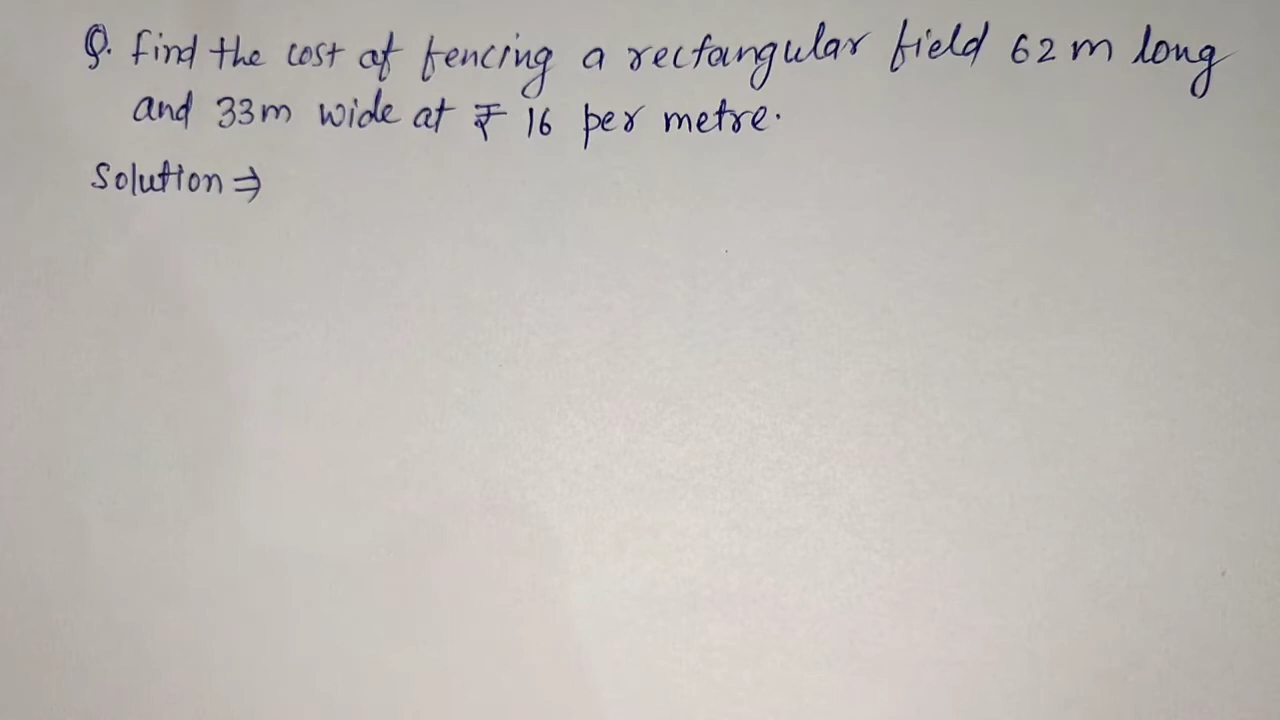 Q. Find the cost of fencing a rectangular field 62 m long
and 33m wide at ₹ 16 per metre.
Solution ⇒